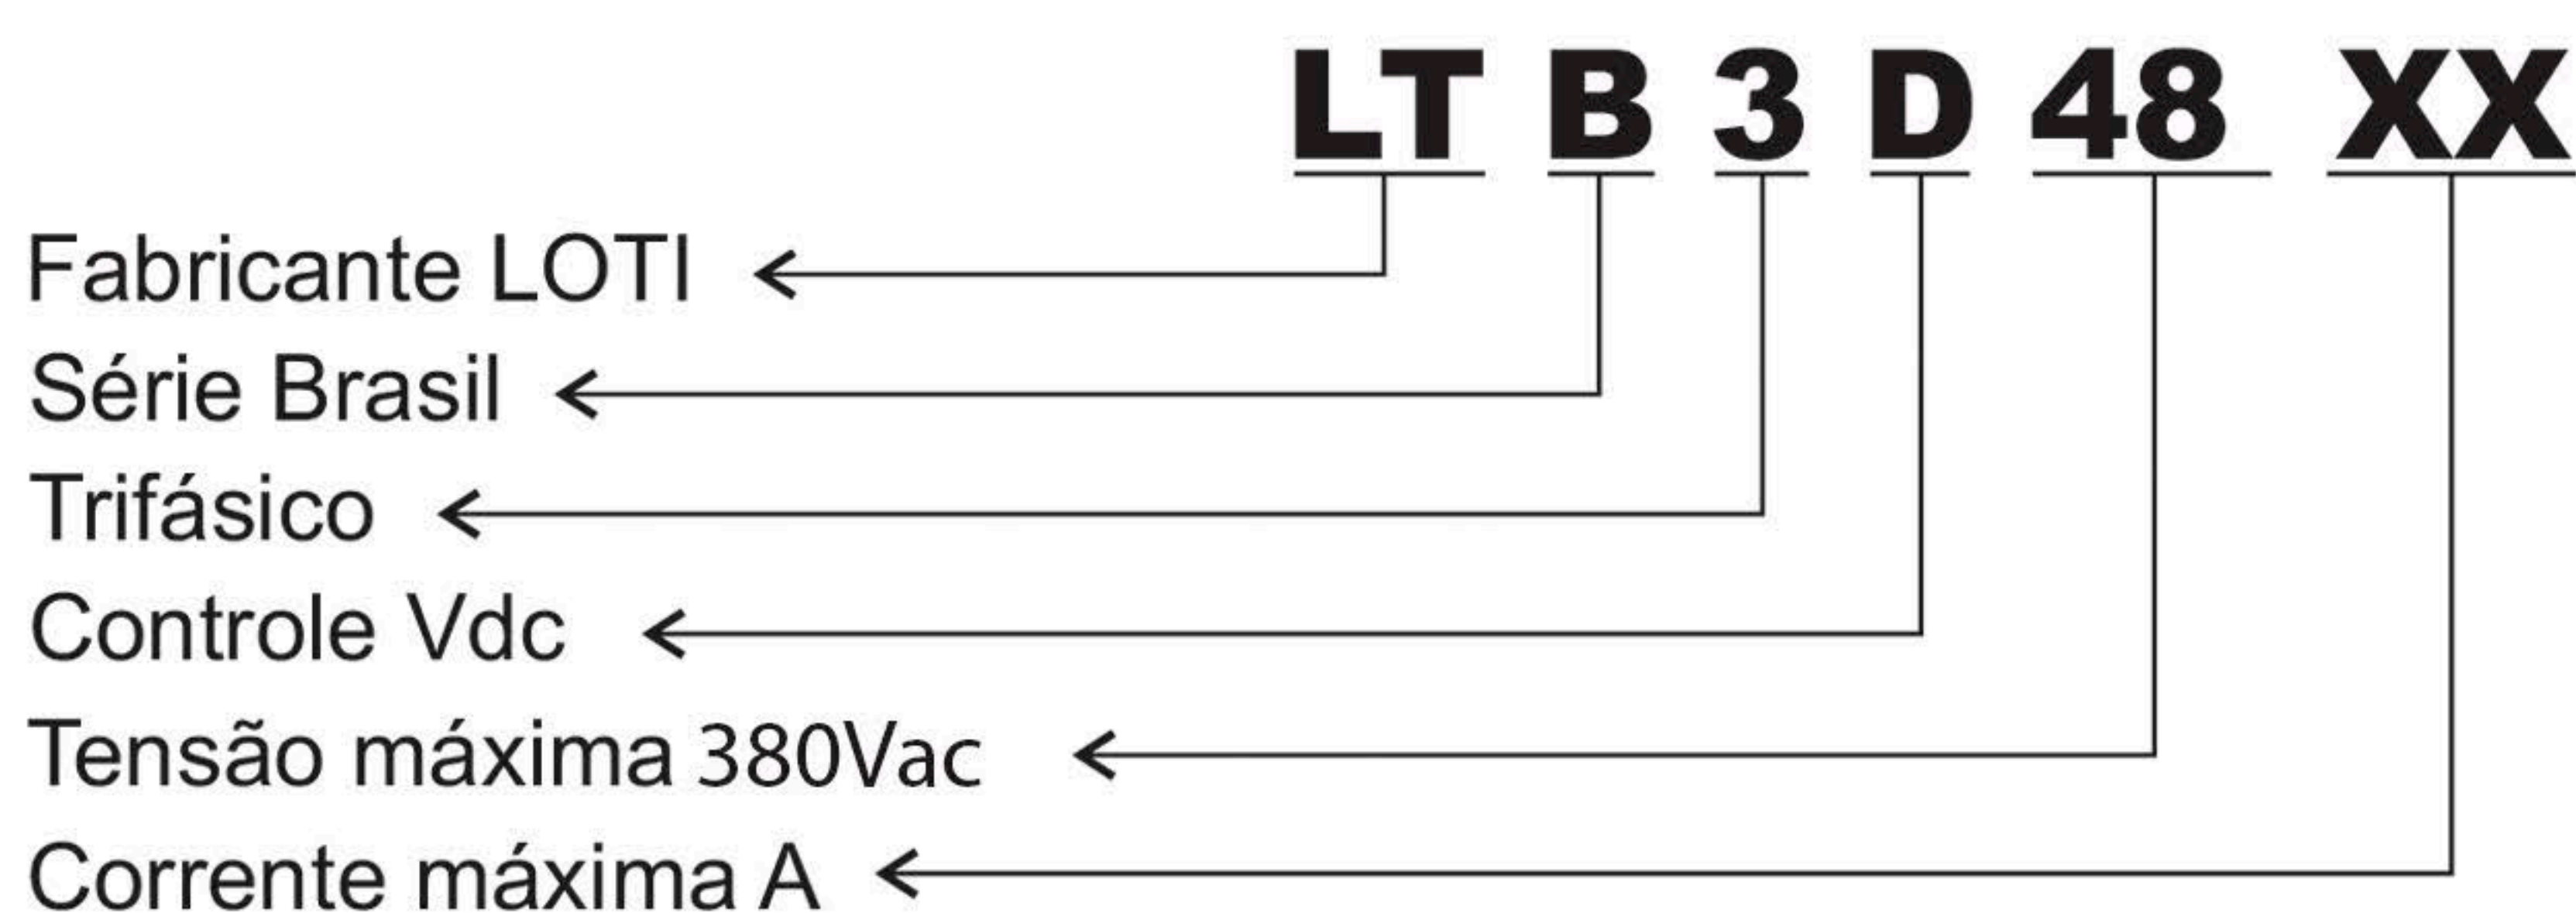 LT B 3 D 48 XX
Fabricante LOTI
Série Brasil
Trifásico
Controle Vdc
Tensão máxima 380Vac
Corrente máxima A